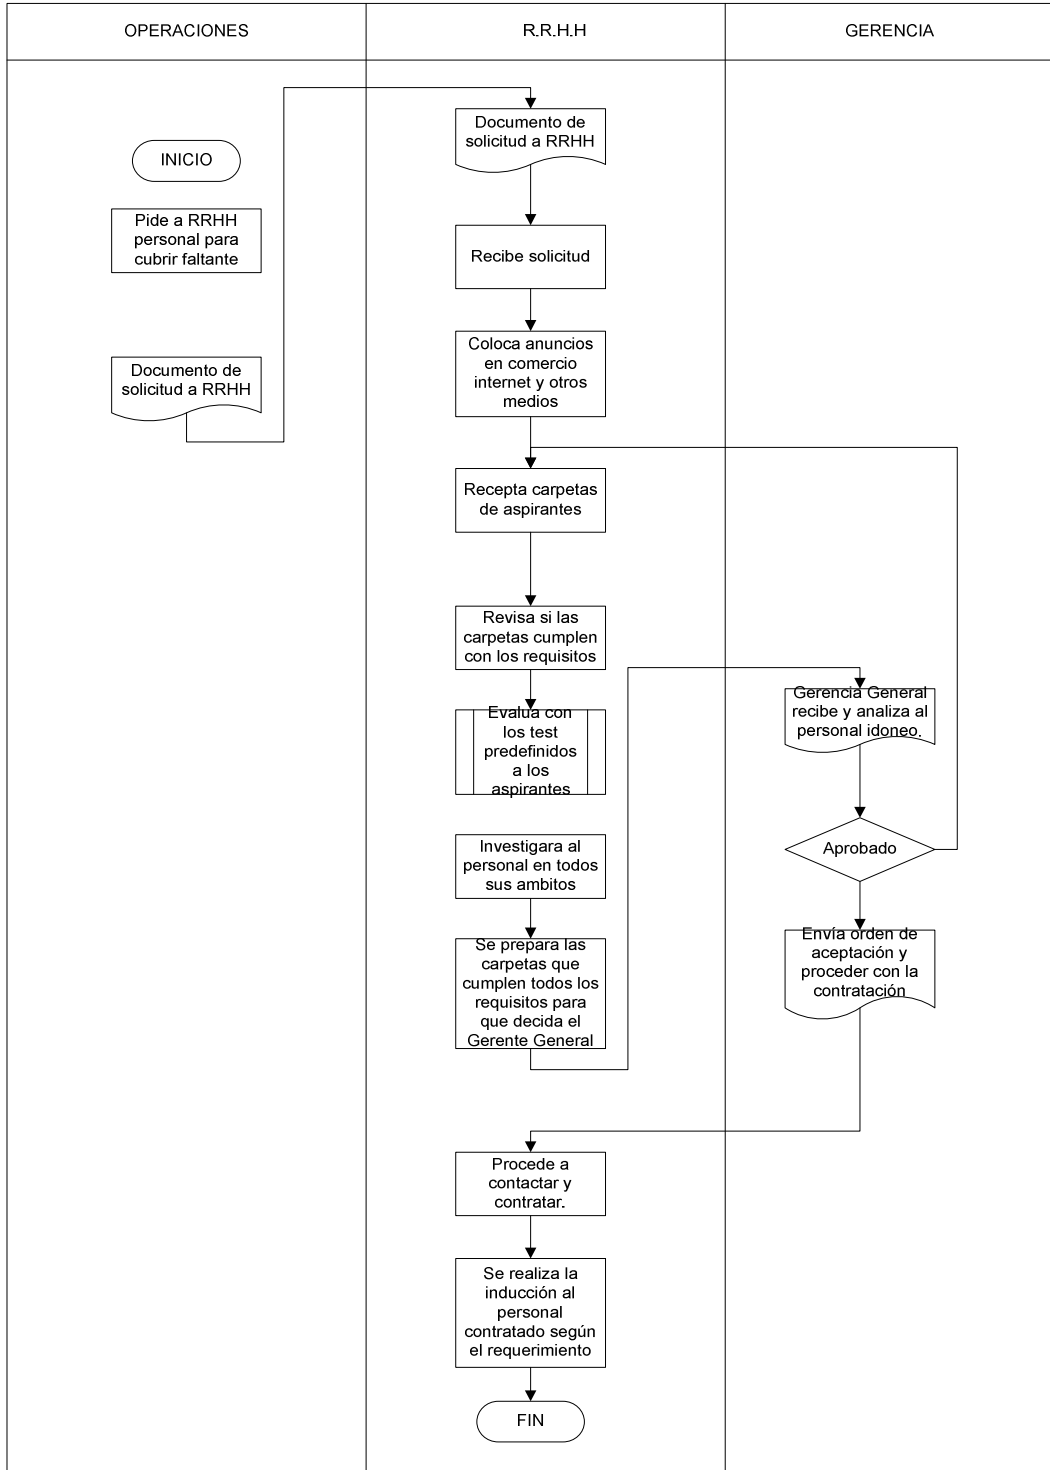 OPERACIONES
R.R.H.H
GERENCIA
INICIO
Pide a RRHH
personal para
cubrir faltante
Documento de
solicitud a RRHH
Documento de
solicitud a RRHH
Recibe solicitud
Coloca anuncios
en comercio
internet y otros
medios
Recepta carpetas
de aspirantes
Revisa si las
carpetas cumplen
con los requisitos
Evalua con
los test
predefinidos
a los
aspirantes
Investigara al
personal en todos
sus ambitos
Se prepara las
carpetas que
cumplen todos los
requisitos para
que decida el
Gerente General
Gerencia General
recibe y analiza al
personal idoneo.
Aprobado
Envía orden de
aceptación y
proceder con la
contratación
Procede a
contactar y
contratar.
Se realiza la
inducción al
personal
contratado según
el requerimiento
FIN